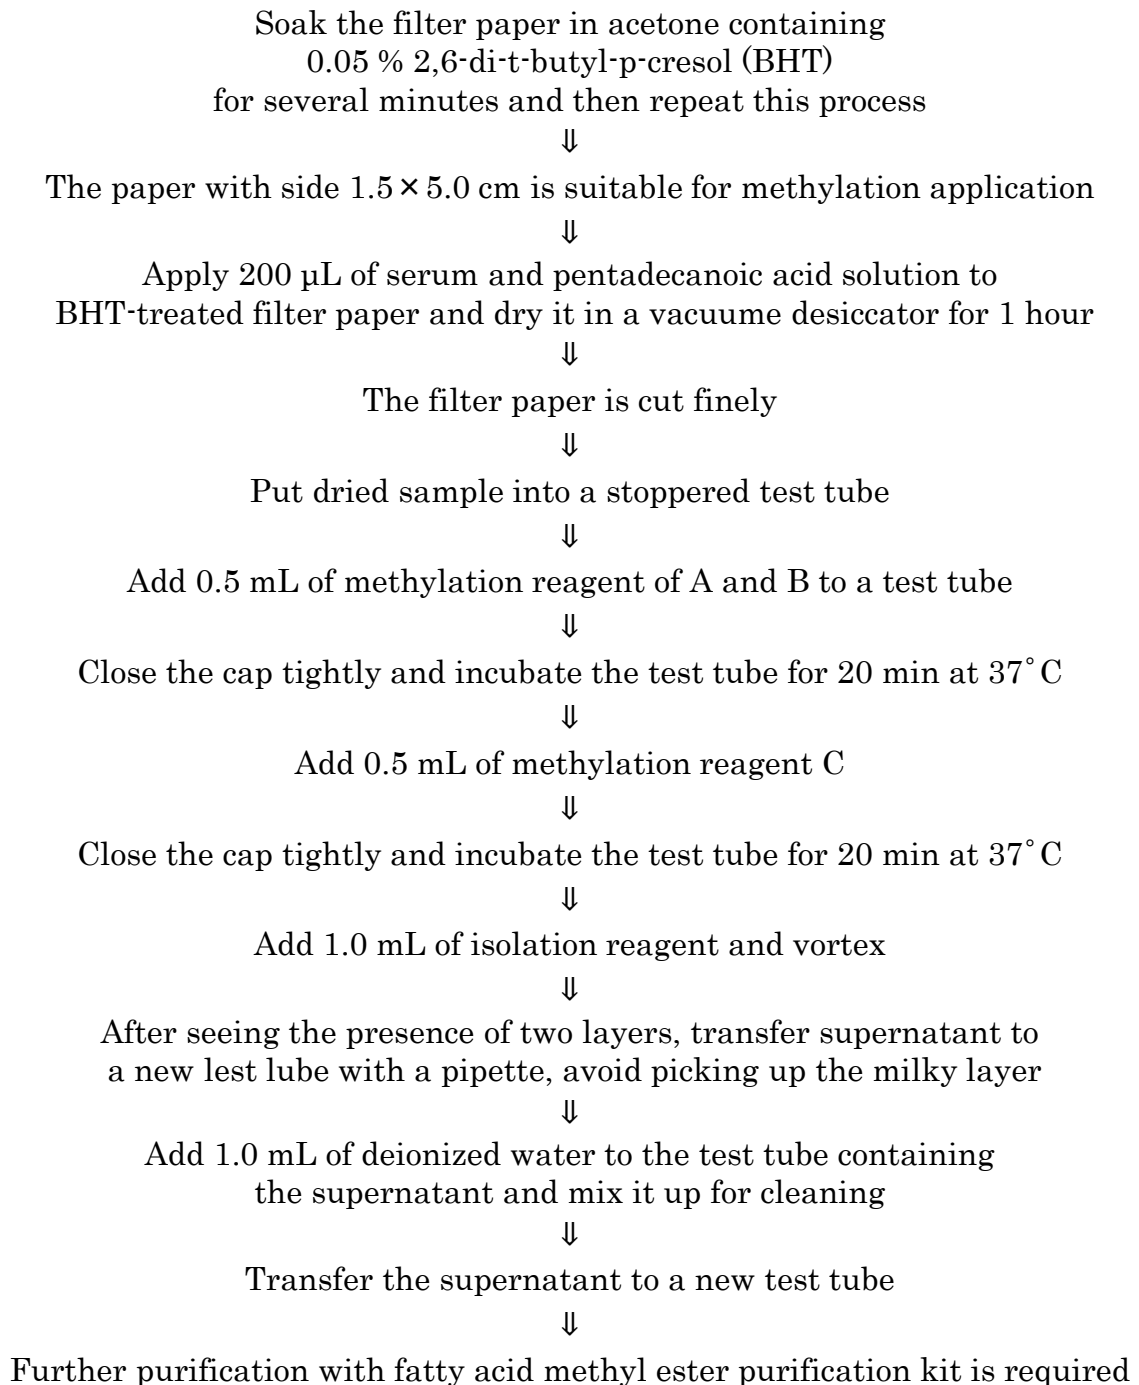 Soak the filter paper in acetone containing
0.05 % 2,6-di-t-butyl-p-cresol (BHT)
for several minutes and then repeat this process
⇓
The paper with side 1.5×5.0 cm is suitable for methylation application
⇓
Apply 200 µL of serum and pentadecanoic acid solution to
BHT-treated filter paper and dry it in a vacuume desiccator for 1 hour
⇓
The filter paper is cut finely
⇓
Put dried sample into a stoppered test tube
⇓
Add 0.5 mL of methylation reagent of A and B to a test tube
⇓
Close the cap tightly and incubate the test tube for 20 min at 37˚C
⇓
Add 0.5 mL of methylation reagent C
⇓
Close the cap tightly and incubate the test tube for 20 min at 37˚C
⇓
Add 1.0 mL of isolation reagent and vortex
⇓
After seeing the presence of two layers, transfer supernatant to
a new lest lube with a pipette, avoid picking up the milky layer
⇓
Add 1.0 mL of deionized water to the test tube containing
the supernatant and mix it up for cleaning
⇓
Transfer the supernatant to a new test tube
⇓
Further purification with fatty acid methyl ester purification kit is required